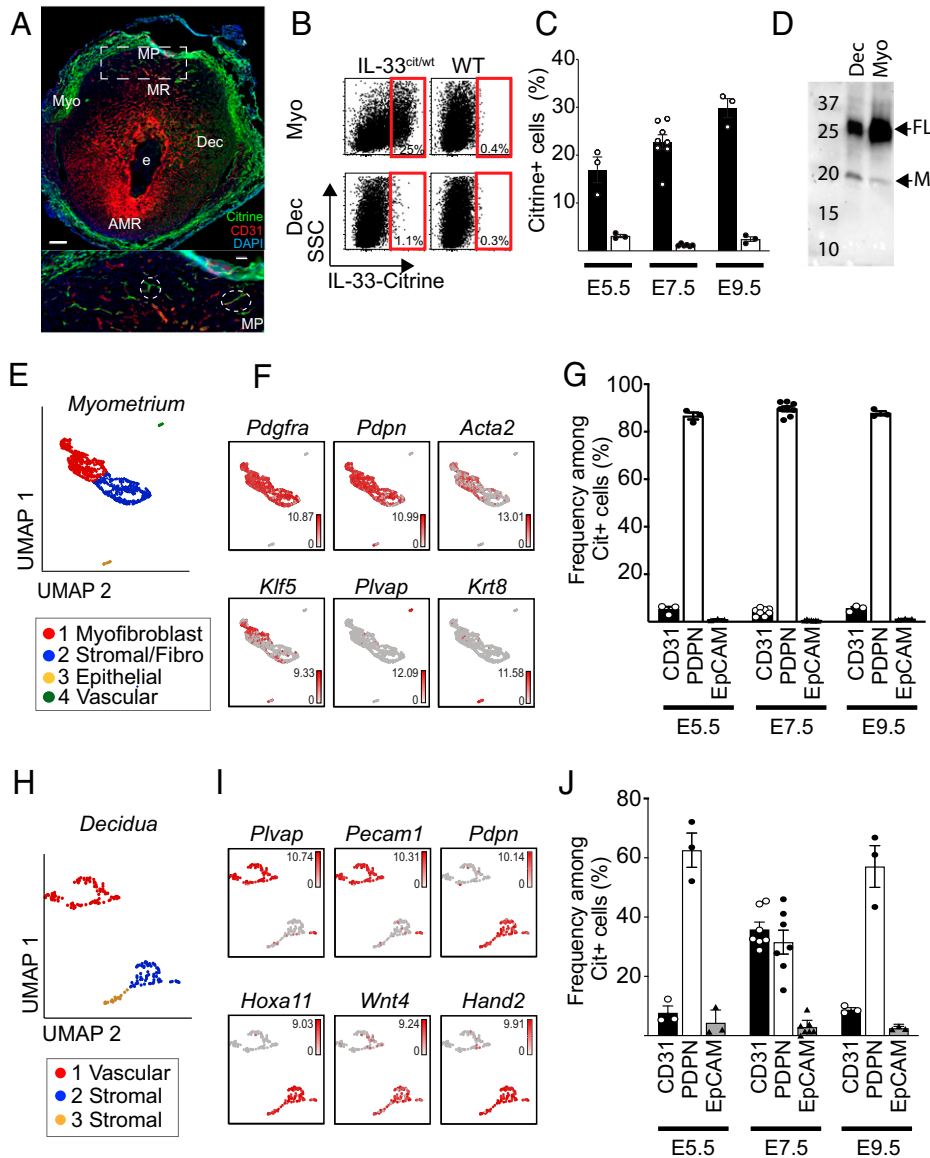 A
MP
Myo
MR
Dec
e
AMR
Citrine
CD31
DAPI
MP
B
IL-33cit/wt WT
Myo
25% 0.4%
Dec
SSC
1.1% 0.3%
IL-33-Citrine
C
Citrine+ cells (%)
40
30
20
10
E5.5 E7.5 E9.5
D
Dec Myo
37
25
20
15
10
FL
M
E
Myometrium
UMAP 1
UMAP 2
1 Myofibroblast
2 Stromal/Fibro
3 Epithelial
4 Vascular
F
Pdgfra Pdpn Acta2
10.87 10.99 13.01
0 0 0
Klf5 Plvap Krt8
9.33 12.09 11.58
0 0 0
G
Frequency among
Cit+ cells (%)
100
80
60
40
20
CD31 PDPN EpCAM CD31 PDPN EpCAM CD31 PDPN EpCAM
E5.5 E7.5 E9.5
H
Decidua
UMAP 1
UMAP 2
1 Vascular
2 Stromal
3 Stromal
I
Plvap Pecam1 Pdpn
10.74 10.31 10.14
0 0 0
Hoxa11 Wnt4 Hand2
9.03 9.24 9.91
0 0 0
J
Frequency among
Cit+ cells (%)
80
60
40
20
CD31 PDPN EpCAM CD31 PDPN EpCAM CD31 PDPN EpCAM
E5.5 E7.5 E9.5